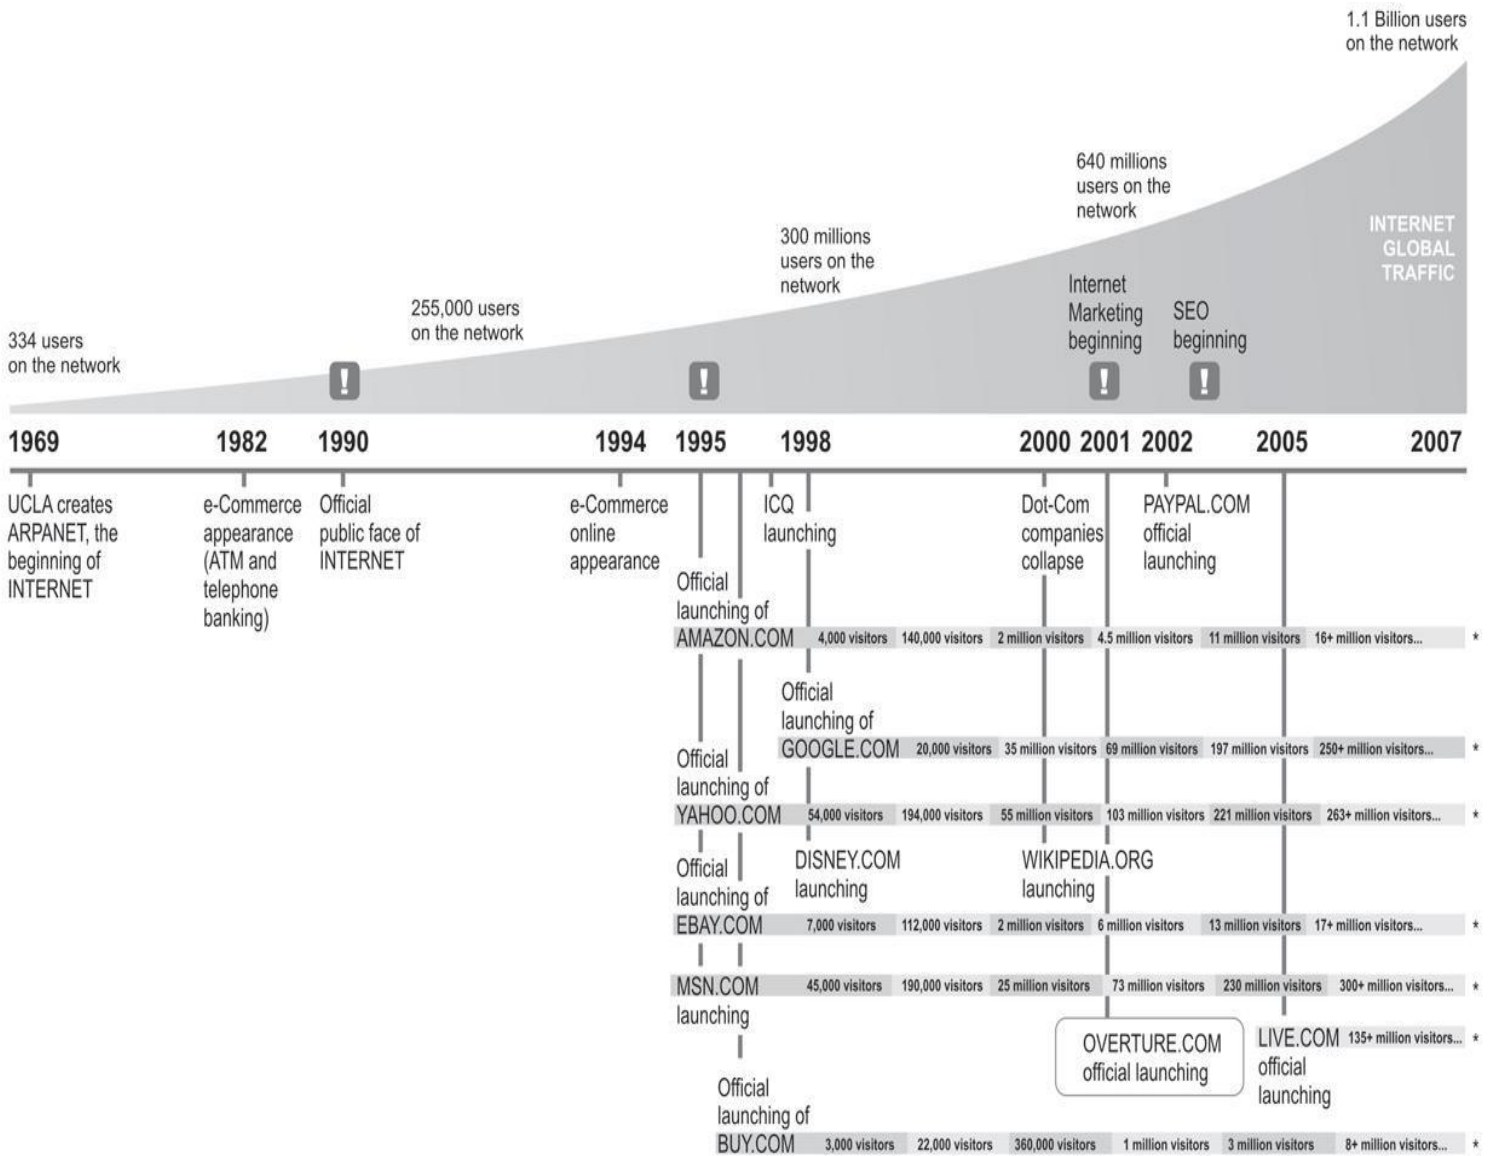 1.1 Billion users
on the network
640 millions
users on the
network
300 millions
users on the
network
255,000 users
on the network
334 users
on the network
INTERNET
GLOBAL
TRAFFIC
Internet
Marketing
beginning
SEO
beginning
!
!
!
!
1969 1982 1990 1994 1995 1998 2000 2001 2002 2005 2007
UCLA creates
ARPANET, the
beginning of
INTERNET
e-Commerce
appearance
(ATM and
telephone
banking)
Official
public face of
INTERNET
e-Commerce
online
appearance
ICQ
launching
Dot-Com
companies
collapse
PAYPAL.COM
official
launching
Official
launching of
AMAZON.COM 4,000 visitors 140,000 visitors 2 million visitors 4.5 million visitors 11 million visitors 16+ million visitors... *
Official
launching of
GOOGLE.COM 20,000 visitors 35 million visitors 69 million visitors 197 million visitors 250+ million visitors... *
Official
launching of
YAHOO.COM 54,000 visitors 194,000 visitors 55 million visitors 103 million visitors 221 million visitors 263+ million visitors... *
DISNEY.COM
launching
WIKIPEDIA.ORG
launching
Official
launching of
EBAY.COM 7,000 visitors 112,000 visitors 2 million visitors 6 million visitors 13 million visitors 17+ million visitors... *
MSN.COM 45,000 visitors 190,000 visitors 25 million visitors 73 million visitors 230 million visitors 300+ million visitors... *
launching
OVERTURE.COM
official launching
LIVE.COM 135+ million visitors... *
official
launching
Official
launching of
BUY.COM 3,000 visitors 22,000 visitors 360,000 visitors 1 million visitors 3 million visitors 8+ million visitors... *